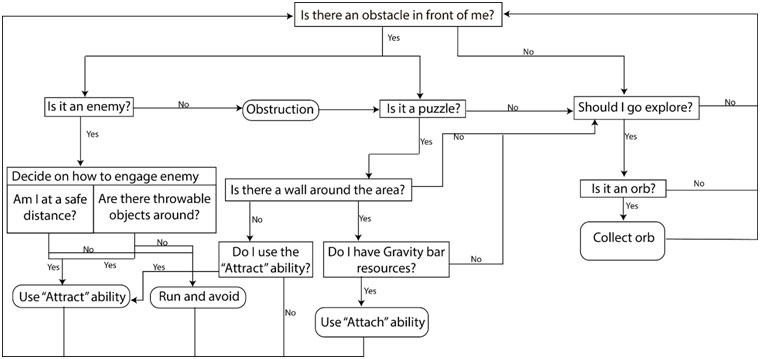 Is there an obstacle in front of me?
Yes
No
Is it an enemy?
No
Obstruction
Is it a puzzle?
No
Should I go explore?
No
Yes
Yes
No
Yes
Decide on how to engage enemy
Am I at a safe
distance?
Are there throwable
objects around?
Is there a wall around the area?
Is it an orb?
No
Yes
No
Yes
Collect orb
No
No
Do I use the
"Attract" ability?
Do I have Gravity bar
resources?
No
Yes
Yes
Yes
Use "Attract" ability
Run and avoid
No
Yes
Use "Attach" ability